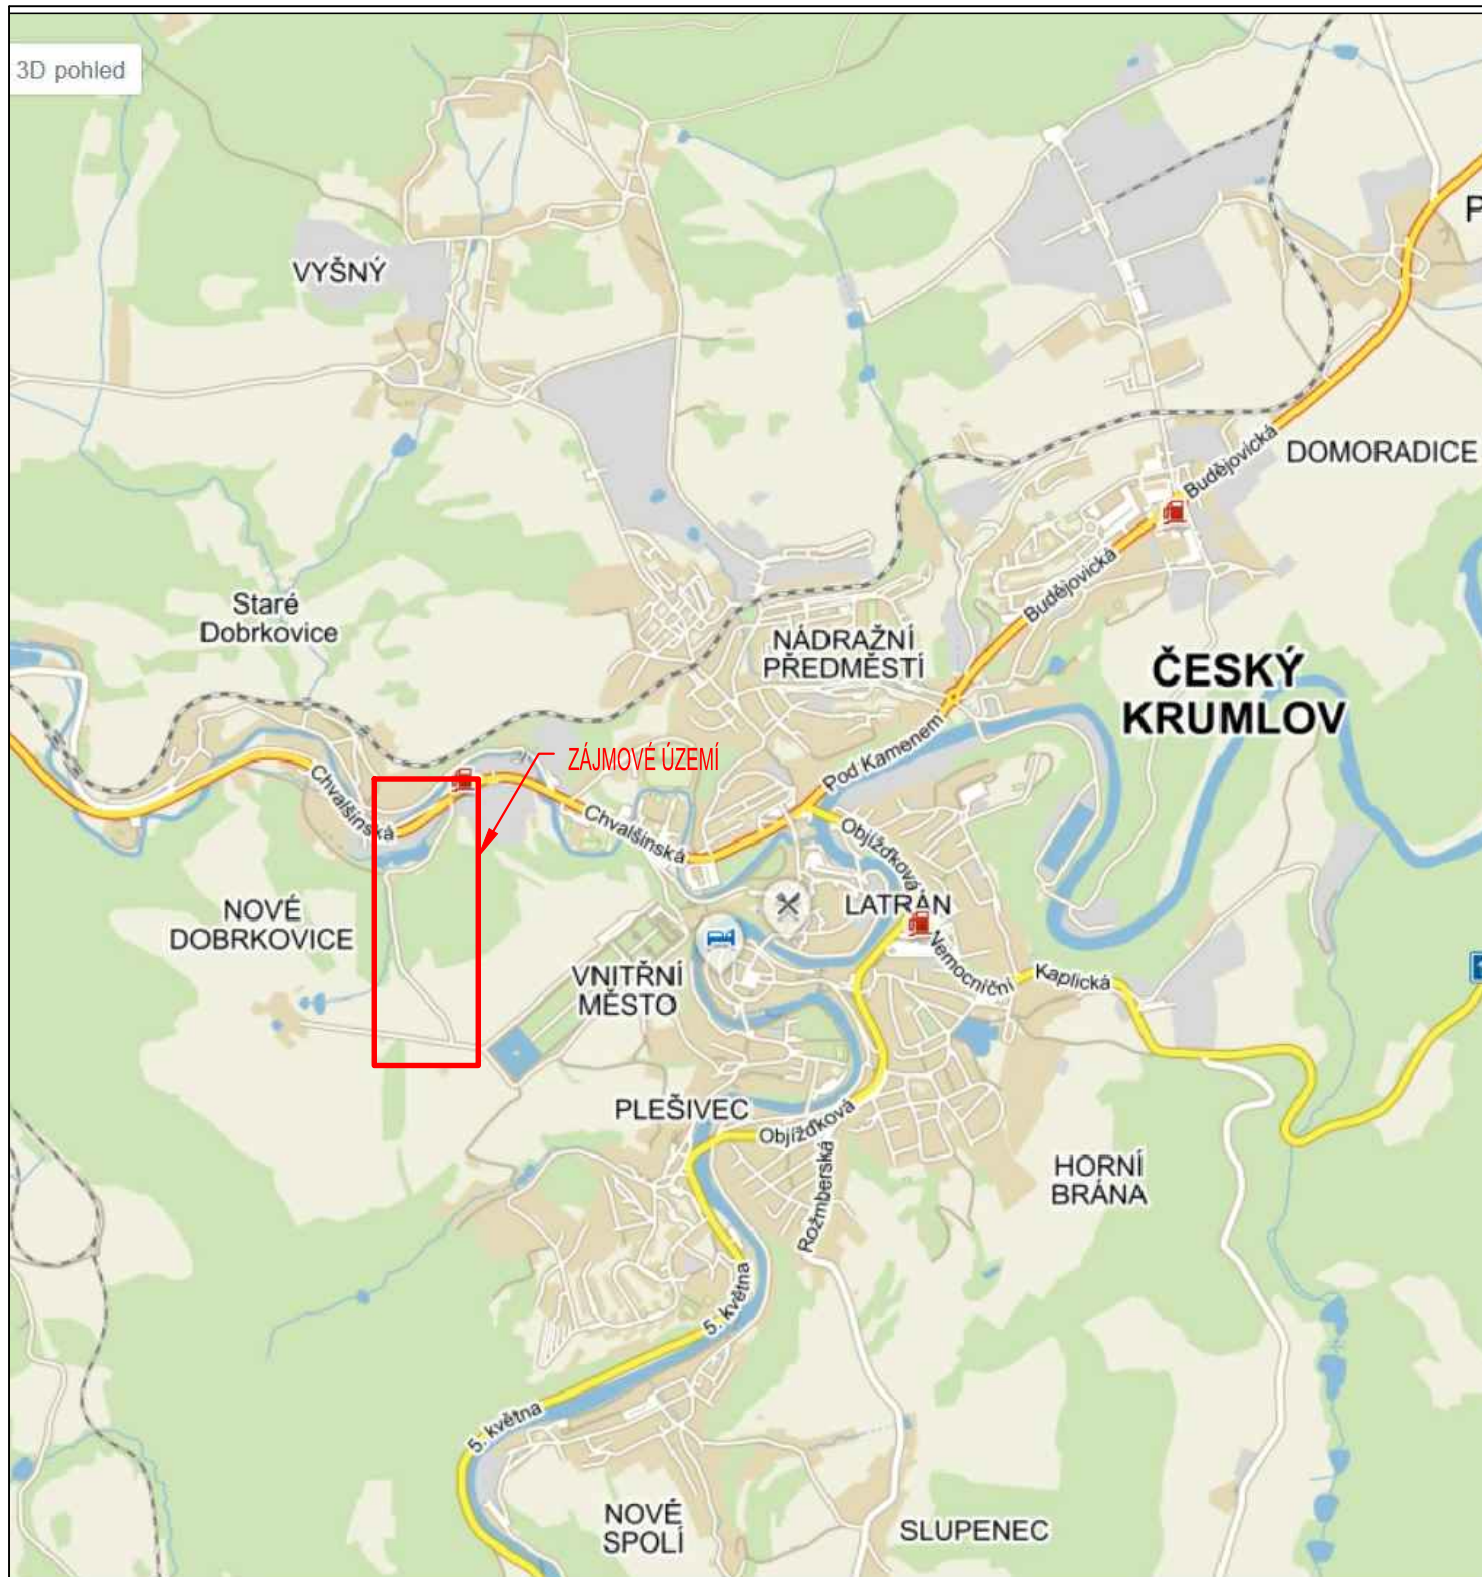 3D pohled
P
VYŠNÝ
DOMORADICE
Budějovická
Budějovická
Staré
Dobrkovice
NÁDRAŽNÍ
PŘEDMĚSTÍ
ČESKÝ
KRUMLOV
ZÁJMOVÉ ÚZEMÍ
Pod Kamenem
Chvalšinská
Chvalšinská
Objížďková
LATRÁN
NOVÉ
DOBRKOVICE
VNITŘNÍ
MĚSTO
Nemocniční
Kaplická
PLEŠIVEC
Objížďková
Rožmberská
HORNÍ
BRÁNA
5. května
5. května
NOVÉ
SPOLÍ
SLUPENEC